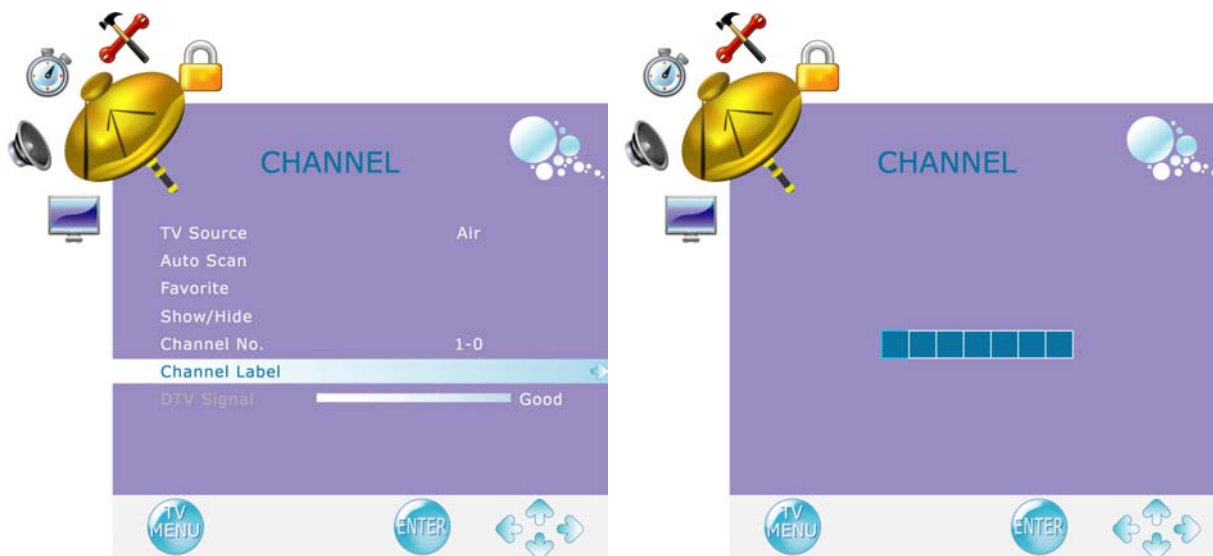 CHANNEL
TV Source Air
Auto Scan
Favorite
Show/Hide
Channel No. 1-0
Channel Label
DTV Signal Good
TV
MENU
ENTER
CHANNEL
TV
MENU
ENTER